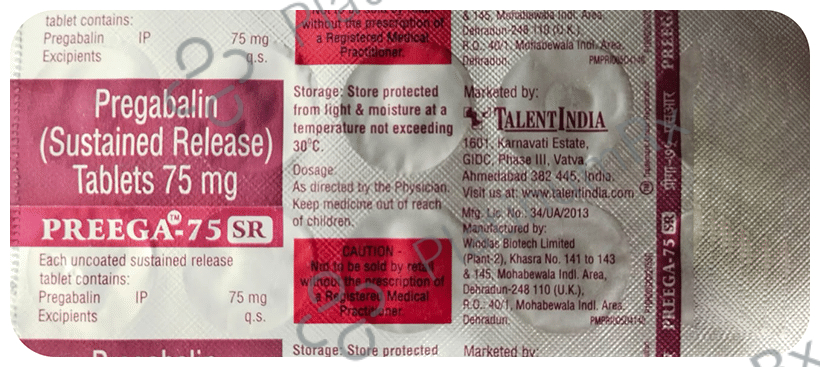 tablet contains:
Pregabalin IP 75 mg
Excipients q.s.
Pregabalin
(Sustained Release)
Tablets 75 mg
PREEGA™-75 SR
Each uncoated sustained release
tablet contains:
Pregabalin IP 75 mg
Excipients q.s.
Pregabalin
without the prescription of
a Registered Medical
Practitioner.
Storage: Store protected
from light & moisture at a
temperature not exceeding
30°C.
Dosage:
As directed by the Physician.
Keep medicine out of reach
of children.
CAUTION -
Not to be sold by retail
without the prescription of
a Registered Medical
Practitioner.
Storage: Store protected
& 145, Mohabewala Indl. Area,
Dehradun-248 110 (U.K.),
R.O.: 40/1, Mohabewala Indl. Area,
Dehradun.
Marketed by:
TALENTINDIA
1601, Karnavati Estate,
GIDC, Phase III, Vatva,
Ahmedabad 382 445, India.
Visit us at: www.talentindia.com
Mfg. Lic. No.: 34/UA/2013
Manufactured by:
Windlas Biotech Limited
(Plant-2), Khasra No. 141 to 143
& 145, Mohabewala Indl. Area,
Dehradun-248 110 (U.K.),
R.O.: 40/1, Mohabewala Indl. Area,
Dehradun.
Marketed by:
PREEG
PREEGA-75 SR